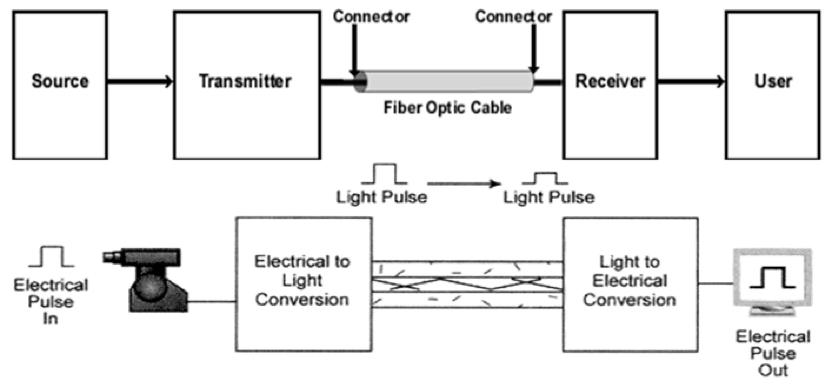 Connector
Connector
Source
Transmitter
Receiver
User
Fiber Optic Cable
Light Pulse
Light Pulse
Electrical
Pulse
In
Electrical to
Light
Conversion
Light to
Electrical
Conversion
Electrical
Pulse
Out